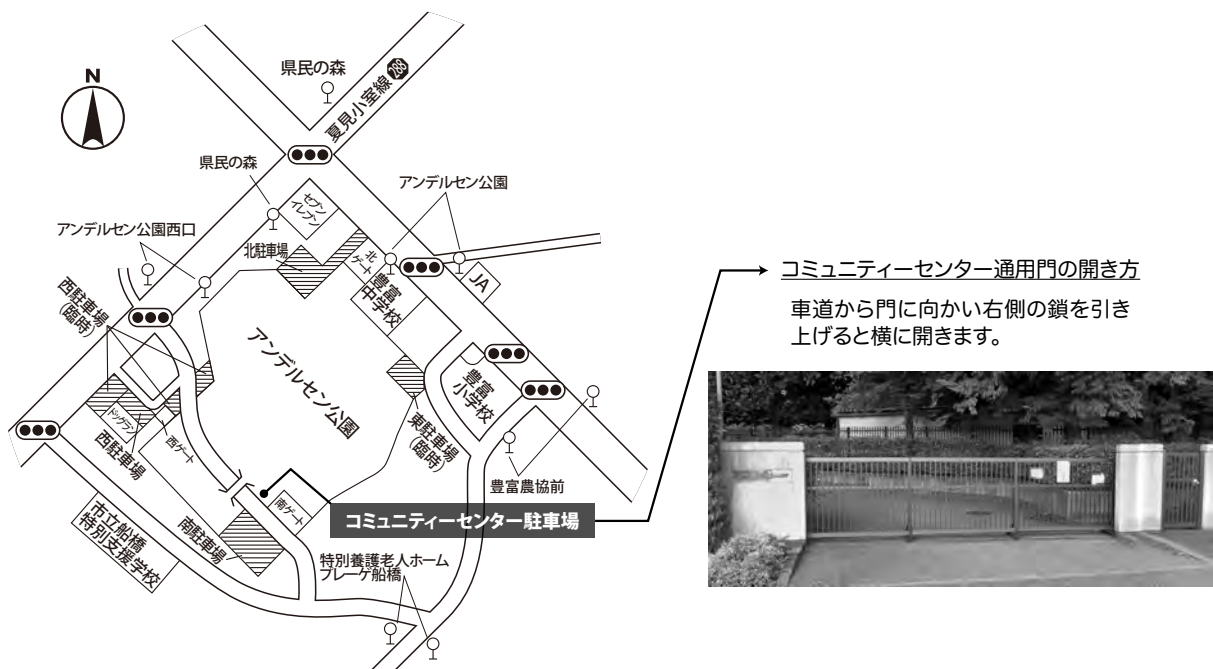 N
県民の森
夏見小室線
288
県民の森
アンデルセン公園
セブン
イレブン
アンデルセン公園西口
北駐車場
北
ゲート
豊富
中学校
JA
西駐車場
(臨時)
アンデルセン公園
豊富
小学校
ドッグラン
西ゲート
西駐車場
東駐車場
(臨時)
豊富農協前
南ゲート
コミュニティーセンター駐車場
市立船橋
特別支援学校
南駐車場
特別養護老人ホーム
プレーゲ船橋
コミュニティーセンター通用門の開き方
車道から門に向かい右側の鎖を引き
上げると横に開きます。